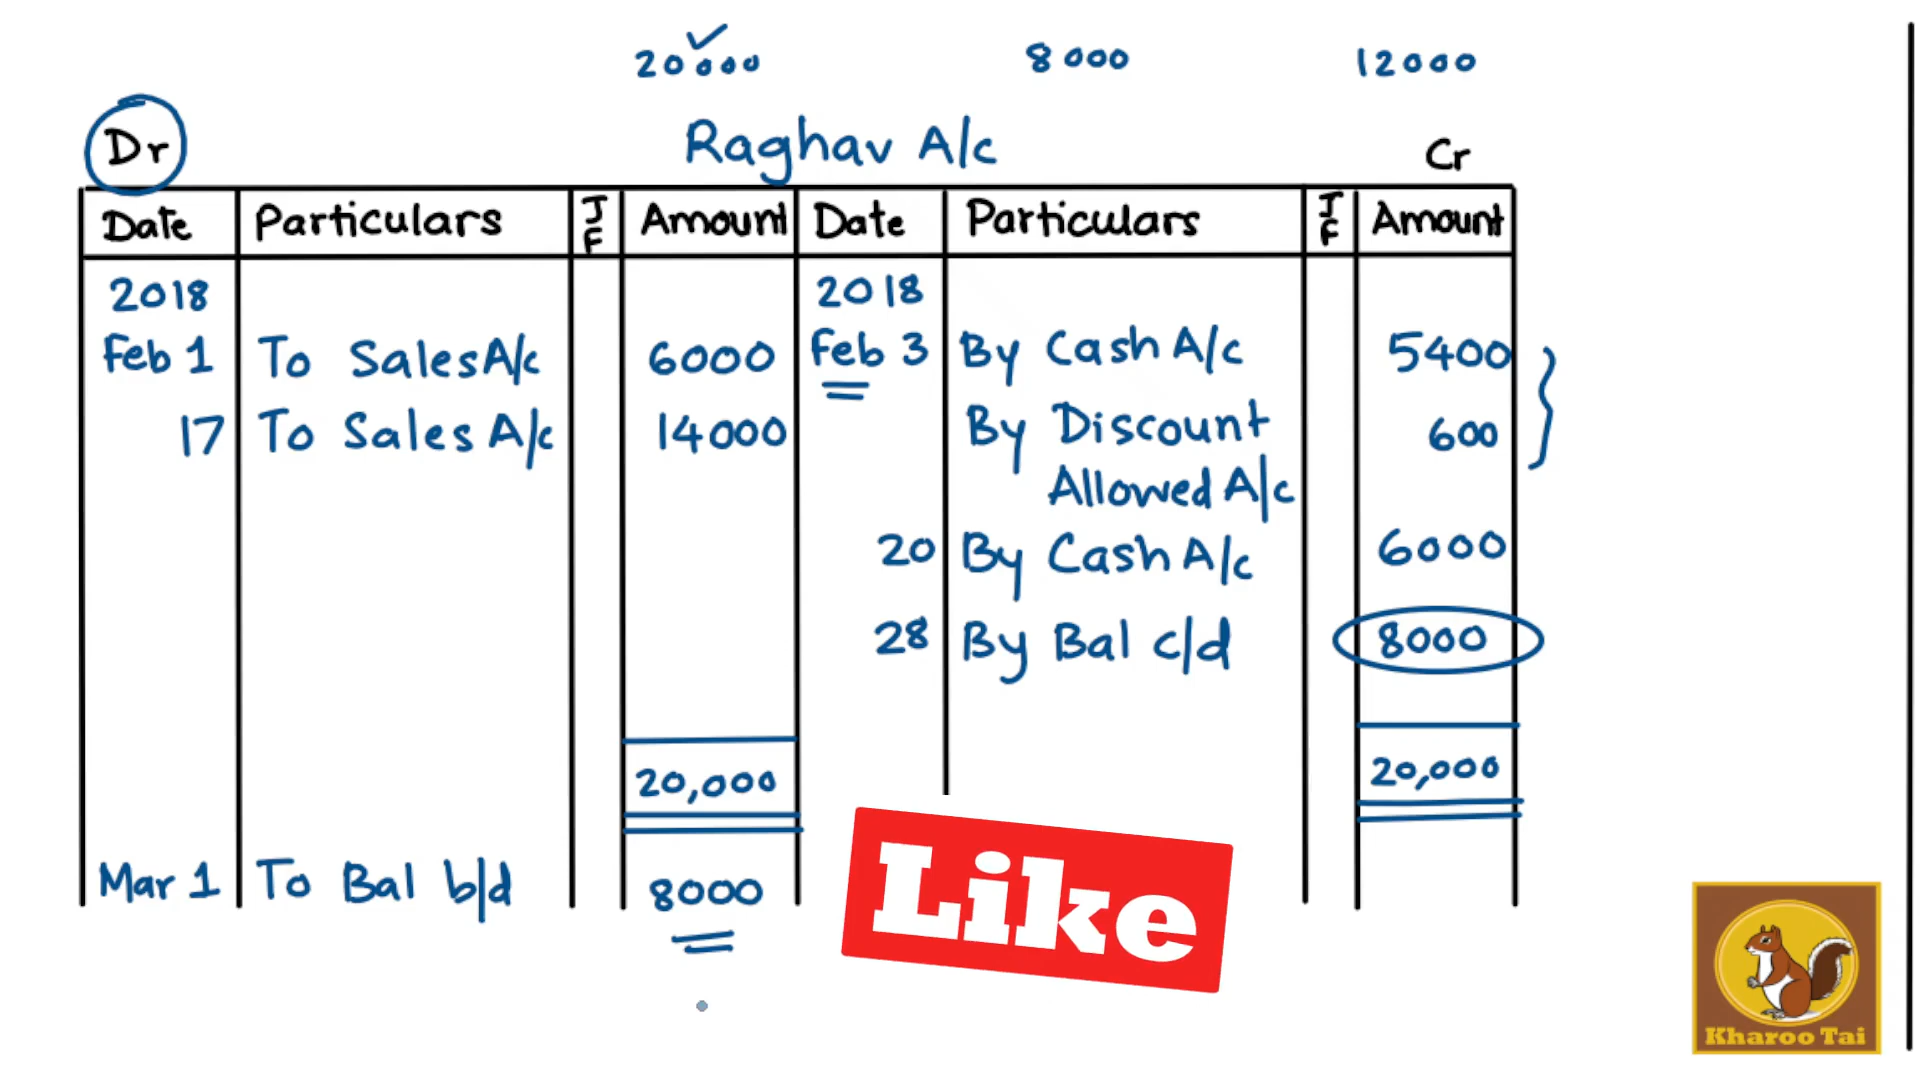 20000 8000 12000
Dr Raghav A/c Cr
Date Particulars JF Amount Date Particulars JF Amount
2018 2018
Feb 1 To Sales A/c 6000 Feb 3 By Cash A/c 5400
17 To Sales A/c 14000 By Discount 600
Allowed A/c
20 By Cash A/c 6000
28 By Bal c/d 8000
20,000 20,000
Mar 1 To Bal b/d 8000
Like
Kharoo Tai